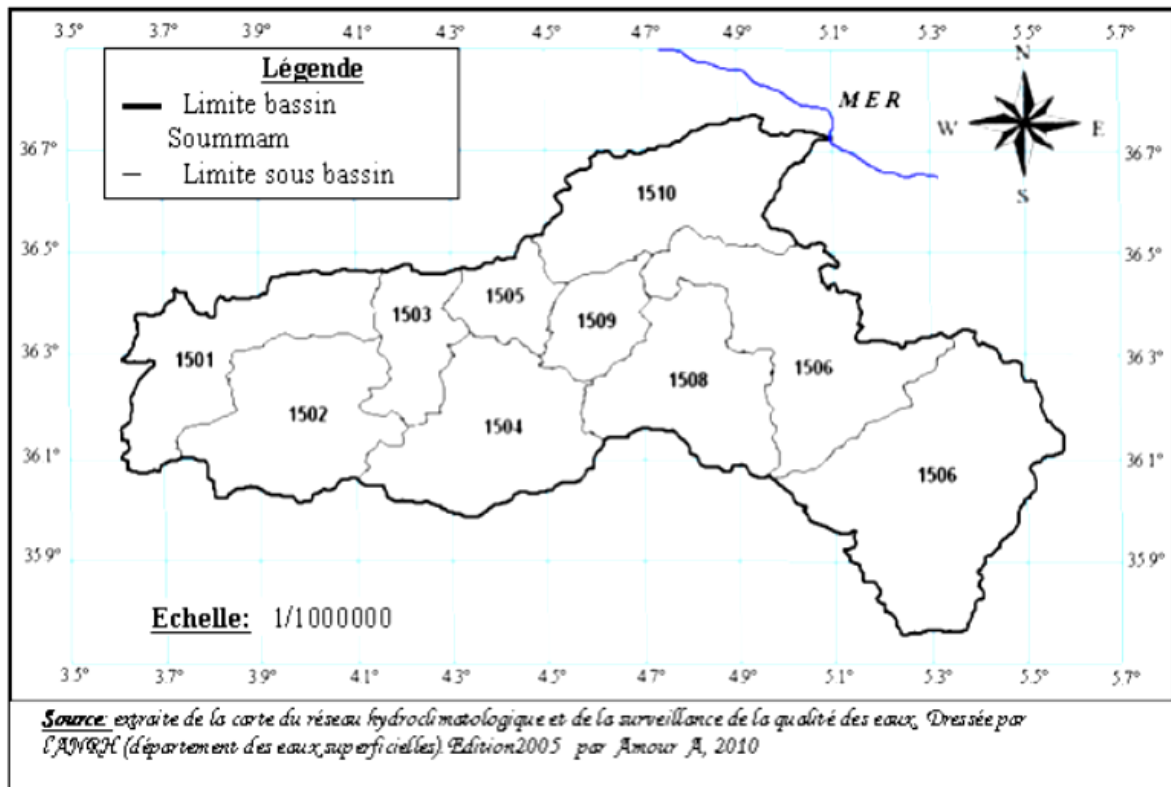 3.5° 3.7° 3.9° 4.1° 4.3° 4.5° 4.7° 4.9° 5.1° 5.3° 5.5° 5.7°
Légende
Limite bassin
Soummam
Limite sous bassin
MER
N
W E
S
36.7° 36.7°
1510
36.5° 36.5°
1505
1503 1509
36.3° 1501 1506 36.3°
1508
1502 1504
36.1° 1506 36.1°
35.9° 35.9°
Echelle: 1/1000000
3.5° 3.7° 3.9° 4.1° 4.3° 4.5° 4.7° 4.9° 5.1° 5.3° 5.5° 5.7°
Source: extraite de la carte du réseau hydroclimatologique et de la surveillance de la qualité des eaux, Dressée par
l'ANRH (département des eaux superficielles). Edition2005 par Amour A, 2010